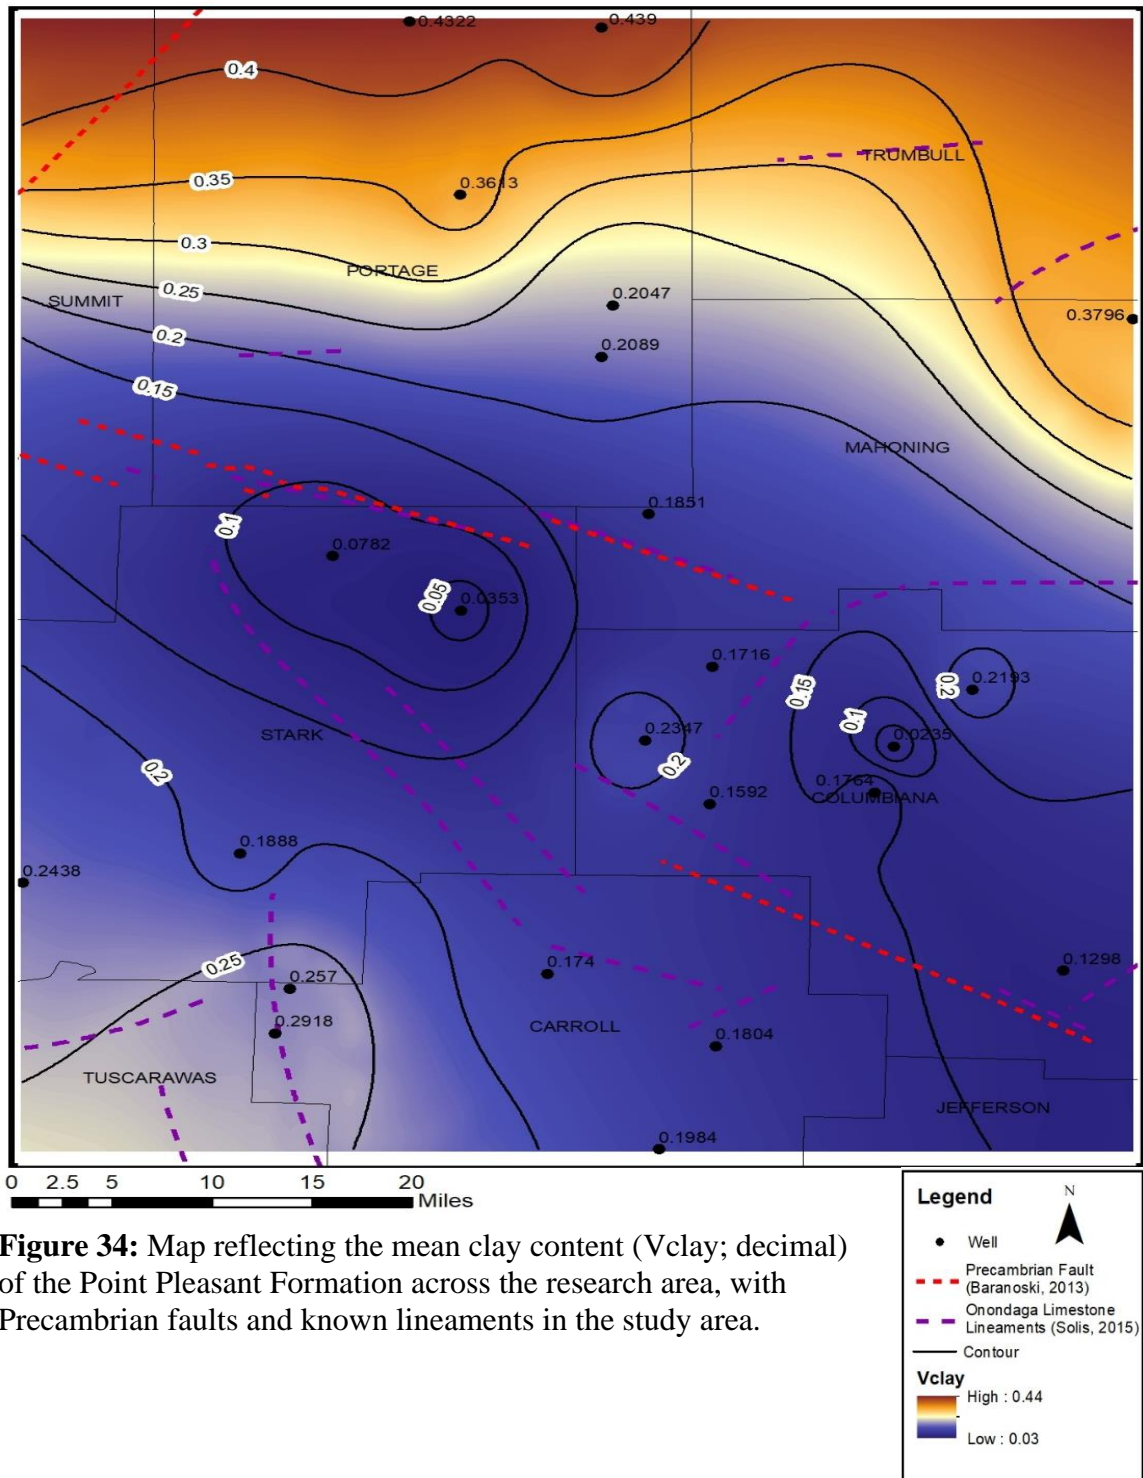 0.4322
0.439
0.4
TRUMBULL
0.35
0.3613
0.3
PORTAGE
0.25
SUMMIT
0.2047
0.3796
0.2
0.2089
0.15
MAHONING
0.1851
0.1
0.0782
0.05
0.0353
0.1716
0.15
0.2
0.2193
0.1
STARK
0.2347
0.0235
0.2
0.2
0.1764
0.1592
COLUMBIANA
0.1888
0.2438
0.25
0.257
0.174
0.1298
0.2918
CARROLL
0.1804
TUSCARAWAS
JEFFERSON
0.1984
0 2.5 5 10 15 20
Miles
Figure 34: Map reflecting the mean clay content (Vclay; decimal)
of the Point Pleasant Formation across the research area, with
Precambrian faults and known lineaments in the study area.
Legend
N
Well
Precambrian Fault
(Baranoski, 2013)
Onondaga Limestone
Lineaments (Solis, 2015)
Contour
Vclay
High : 0.44
Low : 0.03